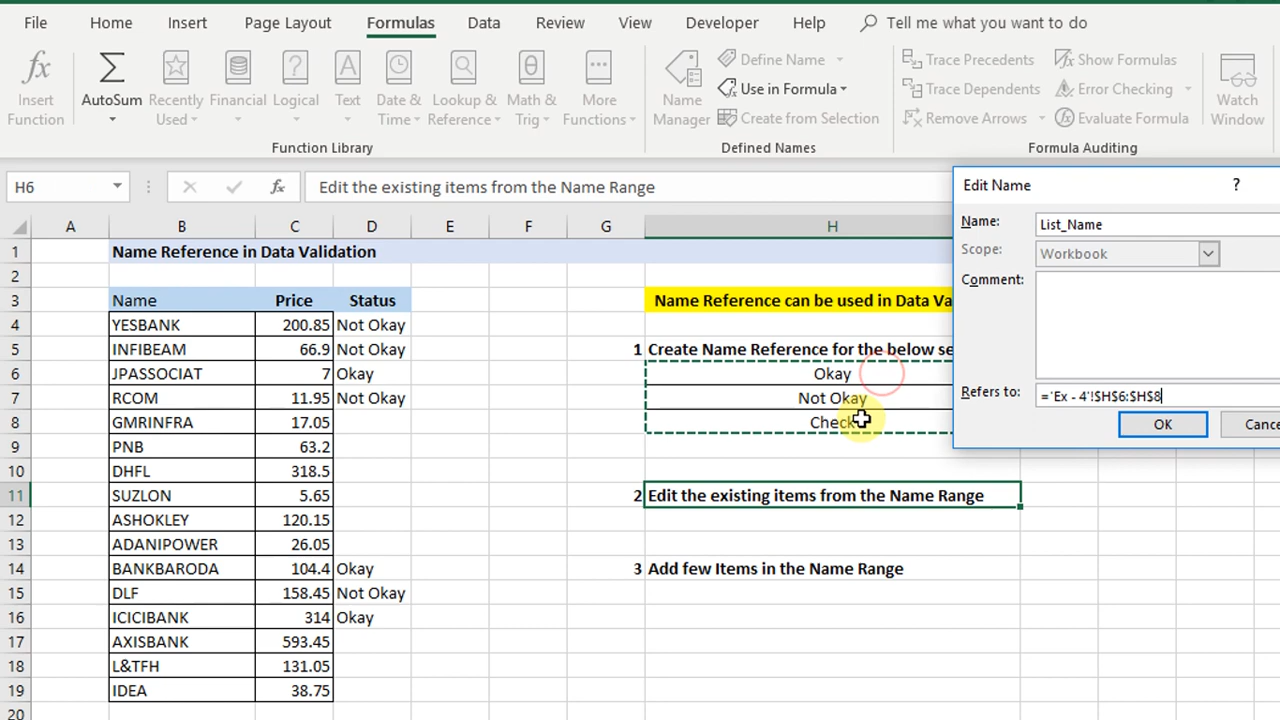 File Home Insert Page Layout Formulas Data Review View Developer Help Tell me what you want to do
fx Insert Function
Σ AutoSum
Recently Used
Financial
? Logical
A Text
Date & Time
Lookup & Reference
θ Math & Trig
More Functions
Function Library
Name Manager
Define Name
Use in Formula
Create from Selection
Defined Names
Trace Precedents
Trace Dependents
Remove Arrows
Show Formulas
Error Checking
Evaluate Formula
Formula Auditing
Watch Window
H6 fx Edit the existing items from the Name Range
A B C D E F G H
1 Name Reference in Data Validation
2
3 Name Price Status Name Reference can be used in Data Va
4 YESBANK 200.85 Not Okay
5 INFIBEAM 66.9 Not Okay 1 Create Name Reference for the below se
6 JPASSOCIAT 7 Okay Okay
7 RCOM 11.95 Not Okay Not Okay
8 GMRINFRA 17.05 Check
9 PNB 63.2
10 DHFL 318.5
11 SUZLON 5.65 2 Edit the existing items from the Name Range
12 ASHOKLEY 120.15
13 ADANIPOWER 26.05
14 BANKBARODA 104.4 Okay 3 Add few Items in the Name Range
15 DLF 158.45 Not Okay
16 ICICIBANK 314 Okay
17 AXISBANK 593.45
18 L&TFH 131.05
19 IDEA 38.75
20
Edit Name ?
Name: List_Name
Scope: Workbook
Comment:
Refers to: ='Ex - 4'!$H$6:$H$8
OK Cance